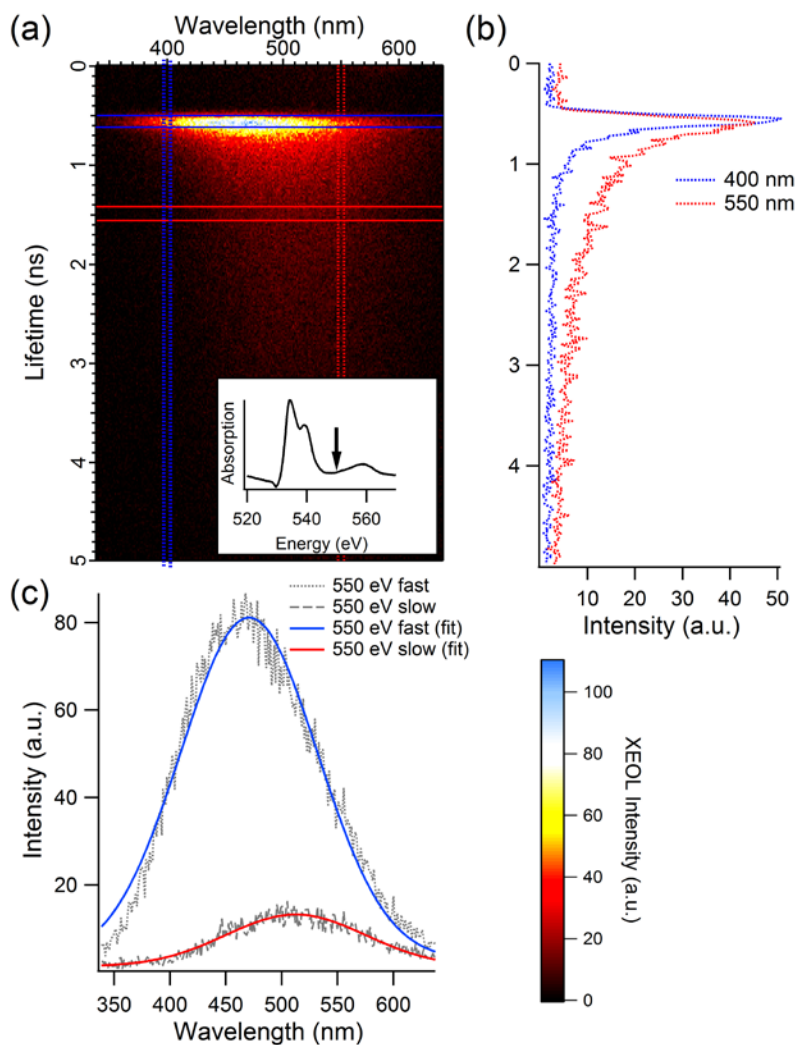 (a)
Wavelength (nm)
400 500 600
0
1
2
3
4
5
Lifetime (ns)
Absorption
520 540 560
Energy (eV)
(b)
0
1
2
3
4
400 nm
550 nm
10 20 30 40 50
Intensity (a.u.)
(c)
550 eV fast
550 eV slow
550 eV fast (fit)
550 eV slow (fit)
80
60
40
20
Intensity (a.u.)
350 400 450 500 550 600
Wavelength (nm)
100
80
60
40
20
0
XEOL Intensity (a.u.)